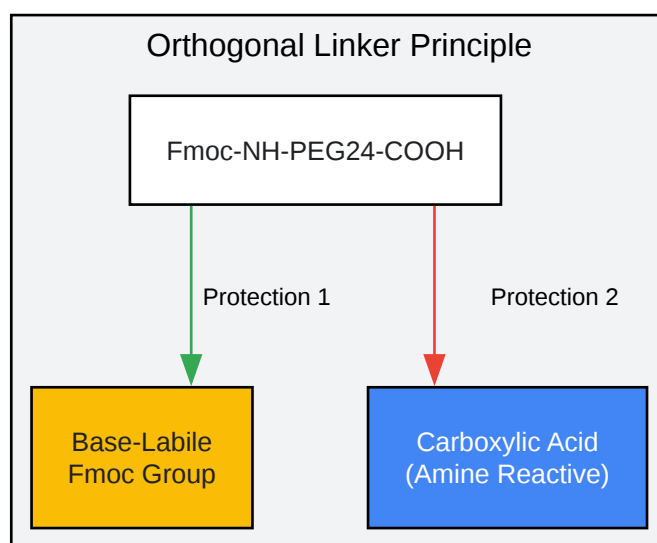 Orthogonal Linker Principle
Fmoc-NH-PEG24-COOH
Protection 1
Protection 2
Base-Labile
Fmoc Group
Carboxylic Acid
(Amine Reactive)